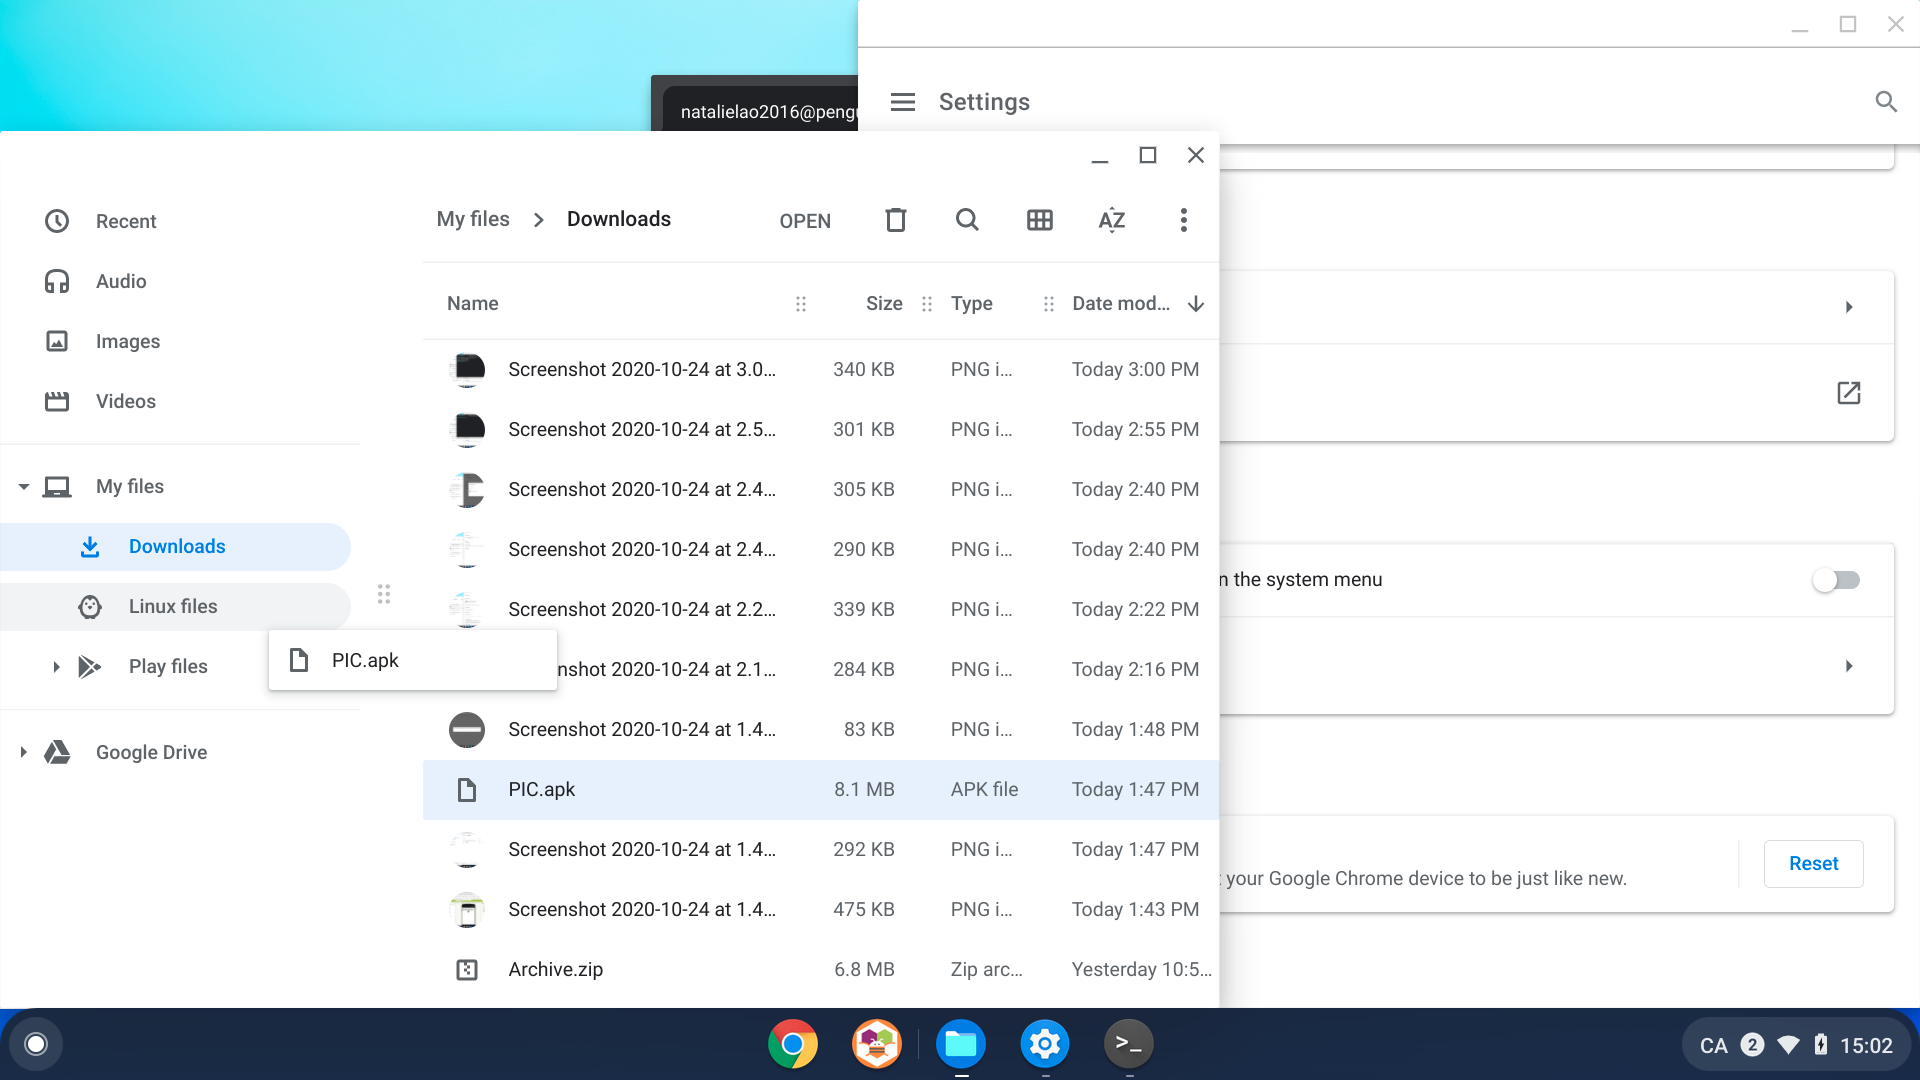 natalielao2016@pengu
Settings
Recent
Audio
Images
Videos
My files
Downloads
Linux files
Play files
Google Drive
My files > Downloads
OPEN
AZ
Name Size Type Date mod...
Screenshot 2020-10-24 at 3.0... 340 KB PNG i... Today 3:00 PM
Screenshot 2020-10-24 at 2.5... 301 KB PNG i... Today 2:55 PM
Screenshot 2020-10-24 at 2.4... 305 KB PNG i... Today 2:40 PM
Screenshot 2020-10-24 at 2.4... 290 KB PNG i... Today 2:40 PM
Screenshot 2020-10-24 at 2.2... 339 KB PNG i... Today 2:22 PM
PIC.apk
nshot 2020-10-24 at 2.1... 284 KB PNG i... Today 2:16 PM
Screenshot 2020-10-24 at 1.4... 83 KB PNG i... Today 1:48 PM
PIC.apk 8.1 MB APK file Today 1:47 PM
Screenshot 2020-10-24 at 1.4... 292 KB PNG i... Today 1:47 PM
Screenshot 2020-10-24 at 1.4... 475 KB PNG i... Today 1:43 PM
Archive.zip 6.8 MB Zip arc... Yesterday 10:5...
n the system menu
your Google Chrome device to be just like new.
Reset
>_
CA 2 15:02